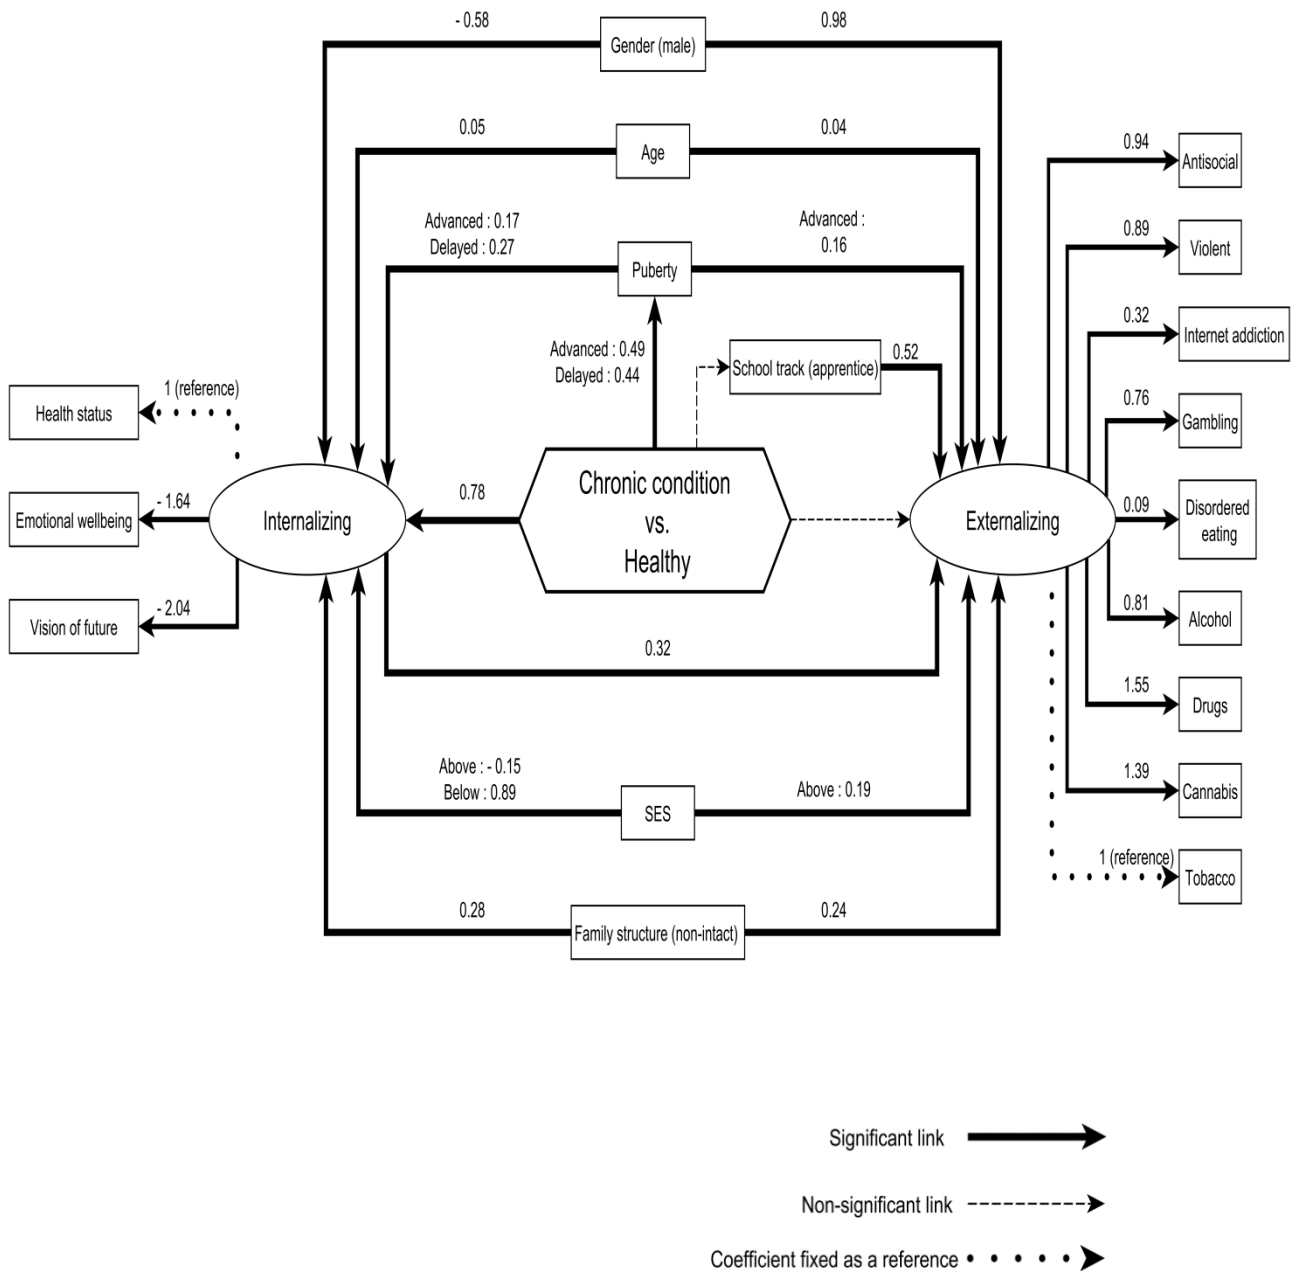 - 0.58
Gender (male)
0.98
0.05
Age
0.04
0.94
Antisocial
Advanced : 0.17
Delayed : 0.27
Puberty
Advanced :
0.16
0.89
Violent
Advanced : 0.49
Delayed : 0.44
School track (apprentice)
0.52
0.32
Internet addiction
1 (reference)
Health status
0.76
Gambling
- 1.64
Emotional wellbeing
Internalizing
0.78
Chronic condition
vs.
Healthy
Externalizing
0.09
Disordered
eating
- 2.04
Vision of future
0.32
0.81
Alcohol
1.55
Drugs
Above : - 0.15
Below : 0.89
SES
Above : 0.19
1.39
Cannabis
1 (reference)
Tobacco
0.28
Family structure (non-intact)
0.24
Significant link
Non-significant link
Coefficient fixed as a reference